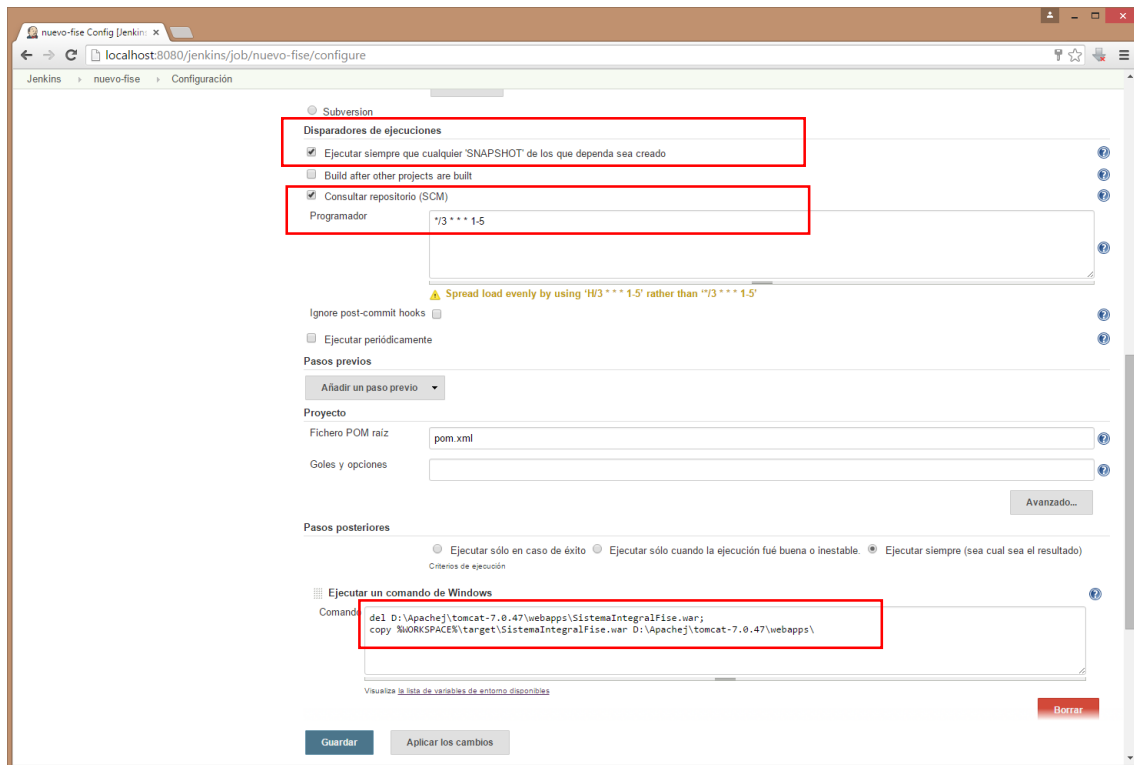 nuevo-fise Config [Jenkins
localhost:8080/jenkins/job/nuevo-fise/configure
Jenkins nuevo-fise Configuración
Subversion
Disparadores de ejecuciones
Ejecutar siempre que cualquier 'SNAPSHOT' de los que dependa sea creado
Build after other projects are built
Consultar repositorio (SCM)
Programador
*/3 * * * 1-5
Spread load evenly by using ‘H/3 * * * 1-5’ rather than ‘*/3 * * * 1-5’
Ignore post-commit hooks
Ejecutar periódicamente
Pasos previos
Añadir un paso previo
Proyecto
Fichero POM raíz
pom.xml
Goles y opciones
Avanzado...
Pasos posteriores
Ejecutar sólo en caso de éxito Ejecutar sólo cuando la ejecución fué buena o inestable. Ejecutar siempre (sea cual sea el resultado)
Criterios de ejecución
Ejecutar un comando de Windows
Comando
del D:\Apachej\tomcat-7.0.47\webapps\SistemaIntegralFise.war;
copy %WORKSPACE%\target\SistemaIntegralFise.war D:\Apachej\tomcat-7.0.47\webapps\
Visualiza la lista de variables de entorno disponibles
Borrar
Guardar Aplicar los cambios